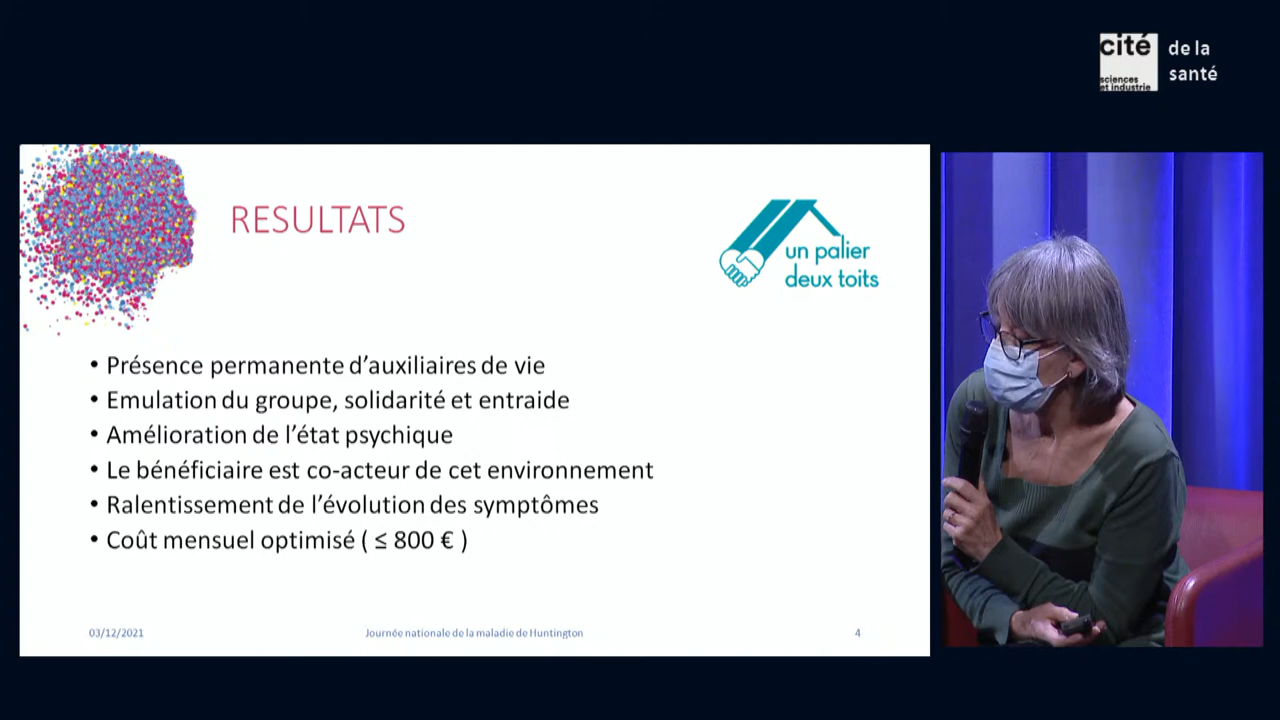 cité
sciences
et industrie
de la
santé
RESULTATS
un palier
deux toits
• Présence permanente d’auxiliaires de vie
• Emulation du groupe, solidarité et entraide
• Amélioration de l’état psychique
• Le bénéficiaire est co-acteur de cet environnement
• Ralentissement de l’évolution des symptômes
• Coût mensuel optimisé ( ≤ 800 € )
03/12/2021
Journée nationale de la maladie de Huntington
4